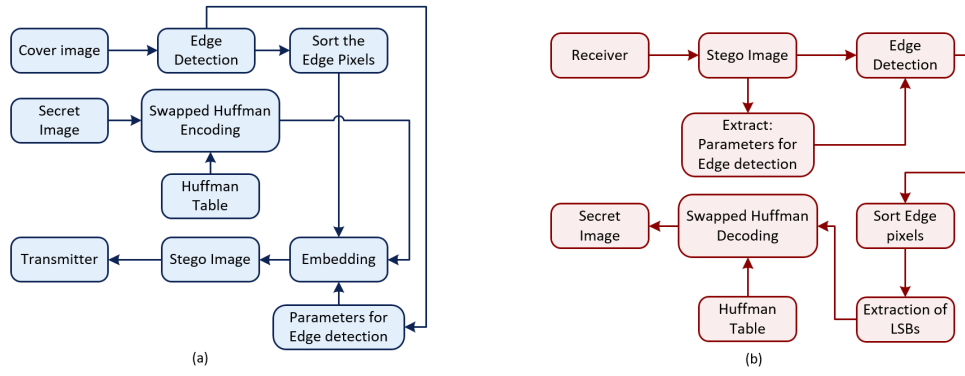 Cover image
Edge
Detection
Sort the
Edge Pixels
Secret
Image
Swapped Huffman
Encoding
Huffman
Table
Transmitter
Stego Image
Embedding
Parameters for
Edge detection
(a)
Receiver
Stego Image
Edge
Detection
Extract:
Parameters for
Edge detection
Secret
Image
Swapped Huffman
Decoding
Sort Edge
pixels
Huffman
Table
Extraction of
LSBs
(b)